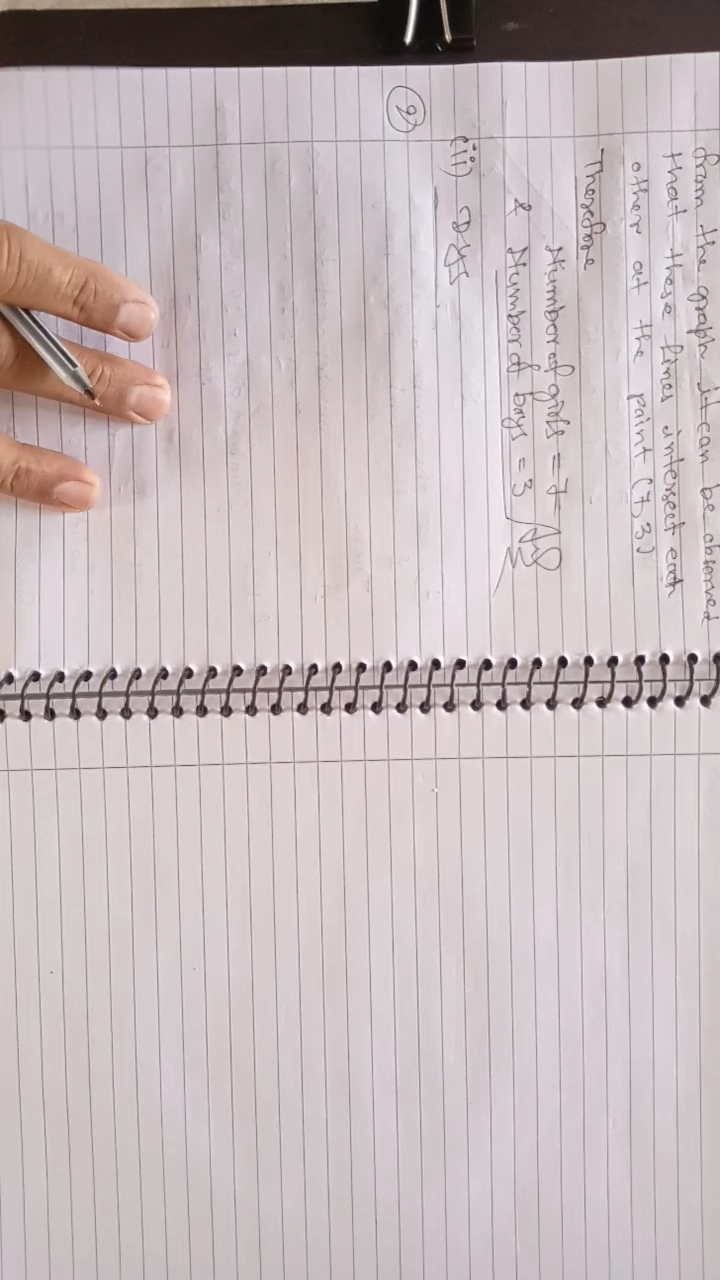 from the graph it can be observed
that these lines intersect each
other at the point (7,3)
Therefore
Number of girls = 7
& Number of boys = 3
(ii)
2